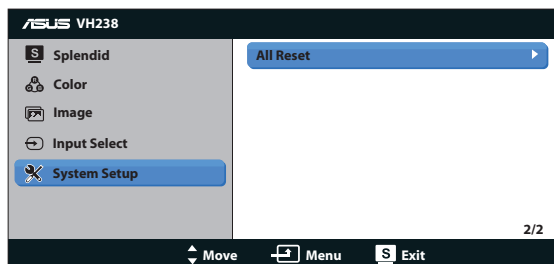 ASUS VH238
S Splendid
Color
Image
Input Select
System Setup
All Reset
2/2
Move Menu S Exit